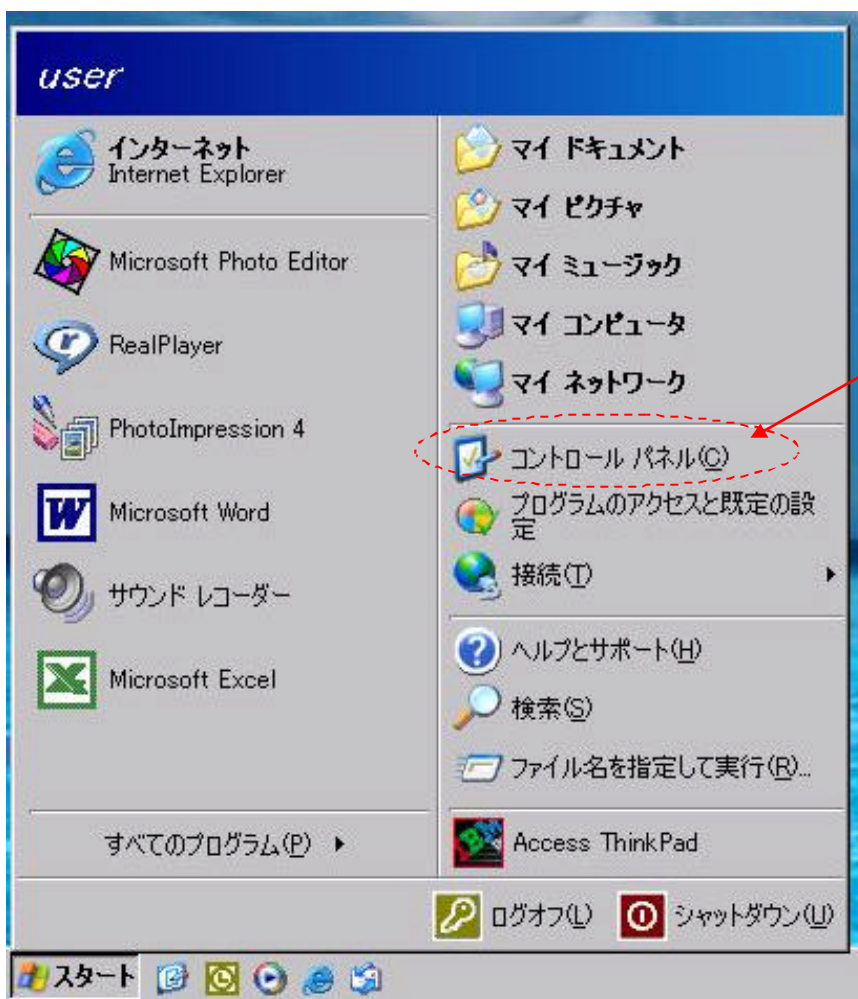 user
インターネット
Internet Explorer
Microsoft Photo Editor
RealPlayer
PhotoImpression 4
Microsoft Word
サウンド レコーダー
Microsoft Excel
すべてのプログラム(P)
マイ ドキュメント
マイ ピクチャ
マイ ミュージック
マイ コンピュータ
マイ ネットワーク
コントロール パネル(C)
プログラムのアクセスと既定の設
定
接続(T)
ヘルプとサポート(H)
検索(S)
ファイル名を指定して実行(R)...
Access ThinkPad
ログオフ(L)
シャットダウン(U)
スタート